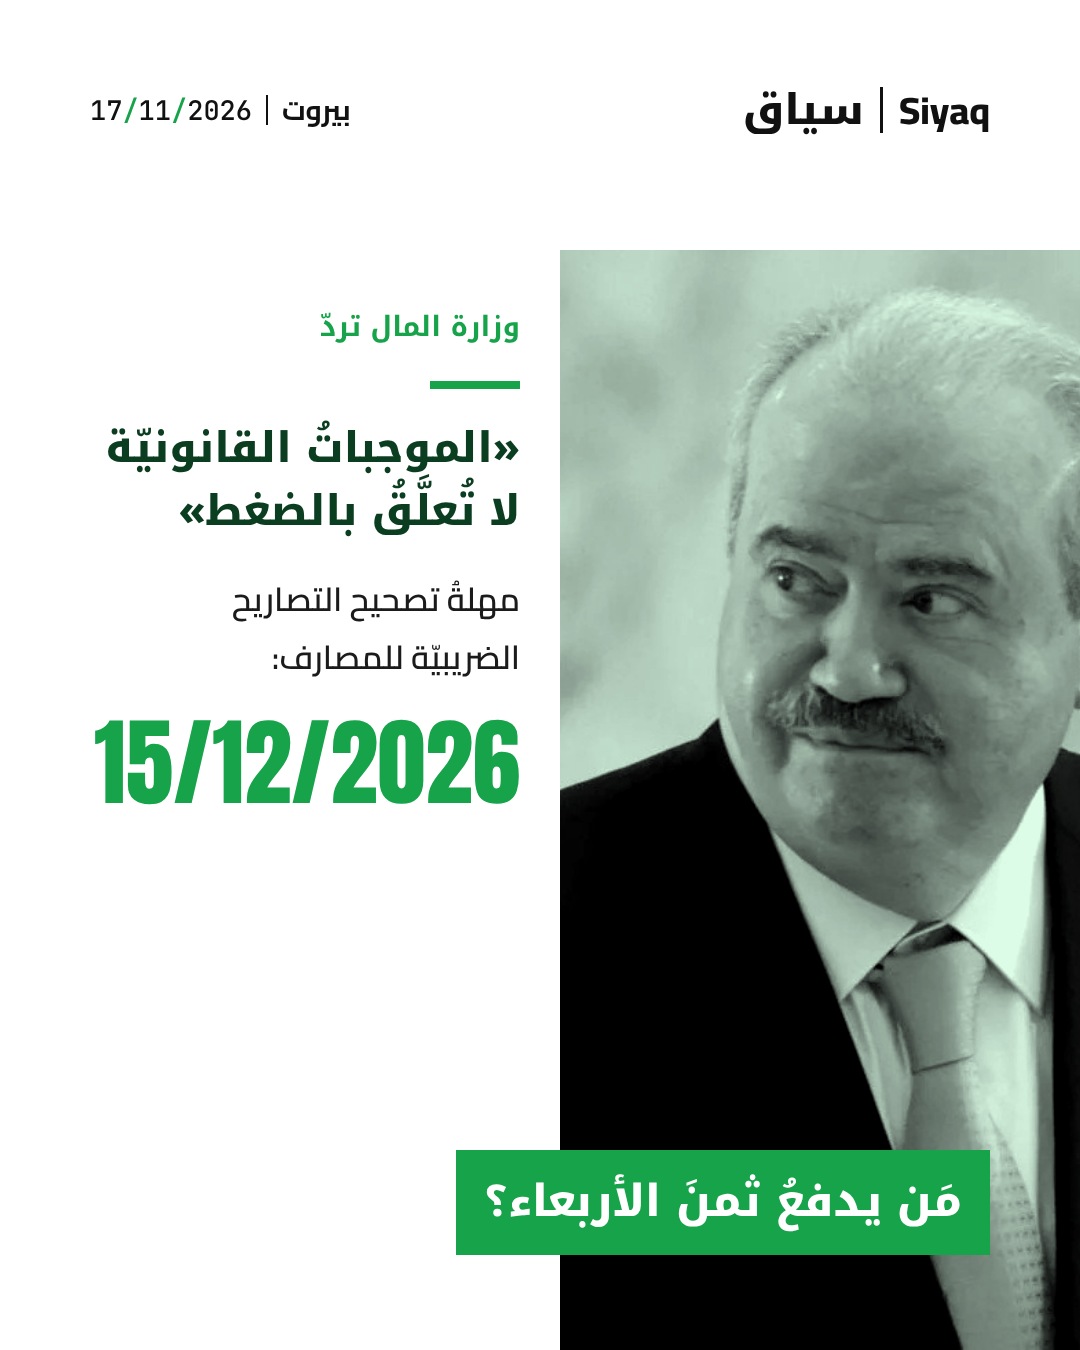 سياق | Siyaq
بيروت | 17/11/2026
وزارة المال تردّ
«الموجباتُ القانونيّة
لا تُعلَّقُ بالضغط»
مهلةُ تصحيح التصاريح
الضريبيّة للمصارف:
15/12/2026
مَن يدفعُ ثمنَ الأربعاء؟